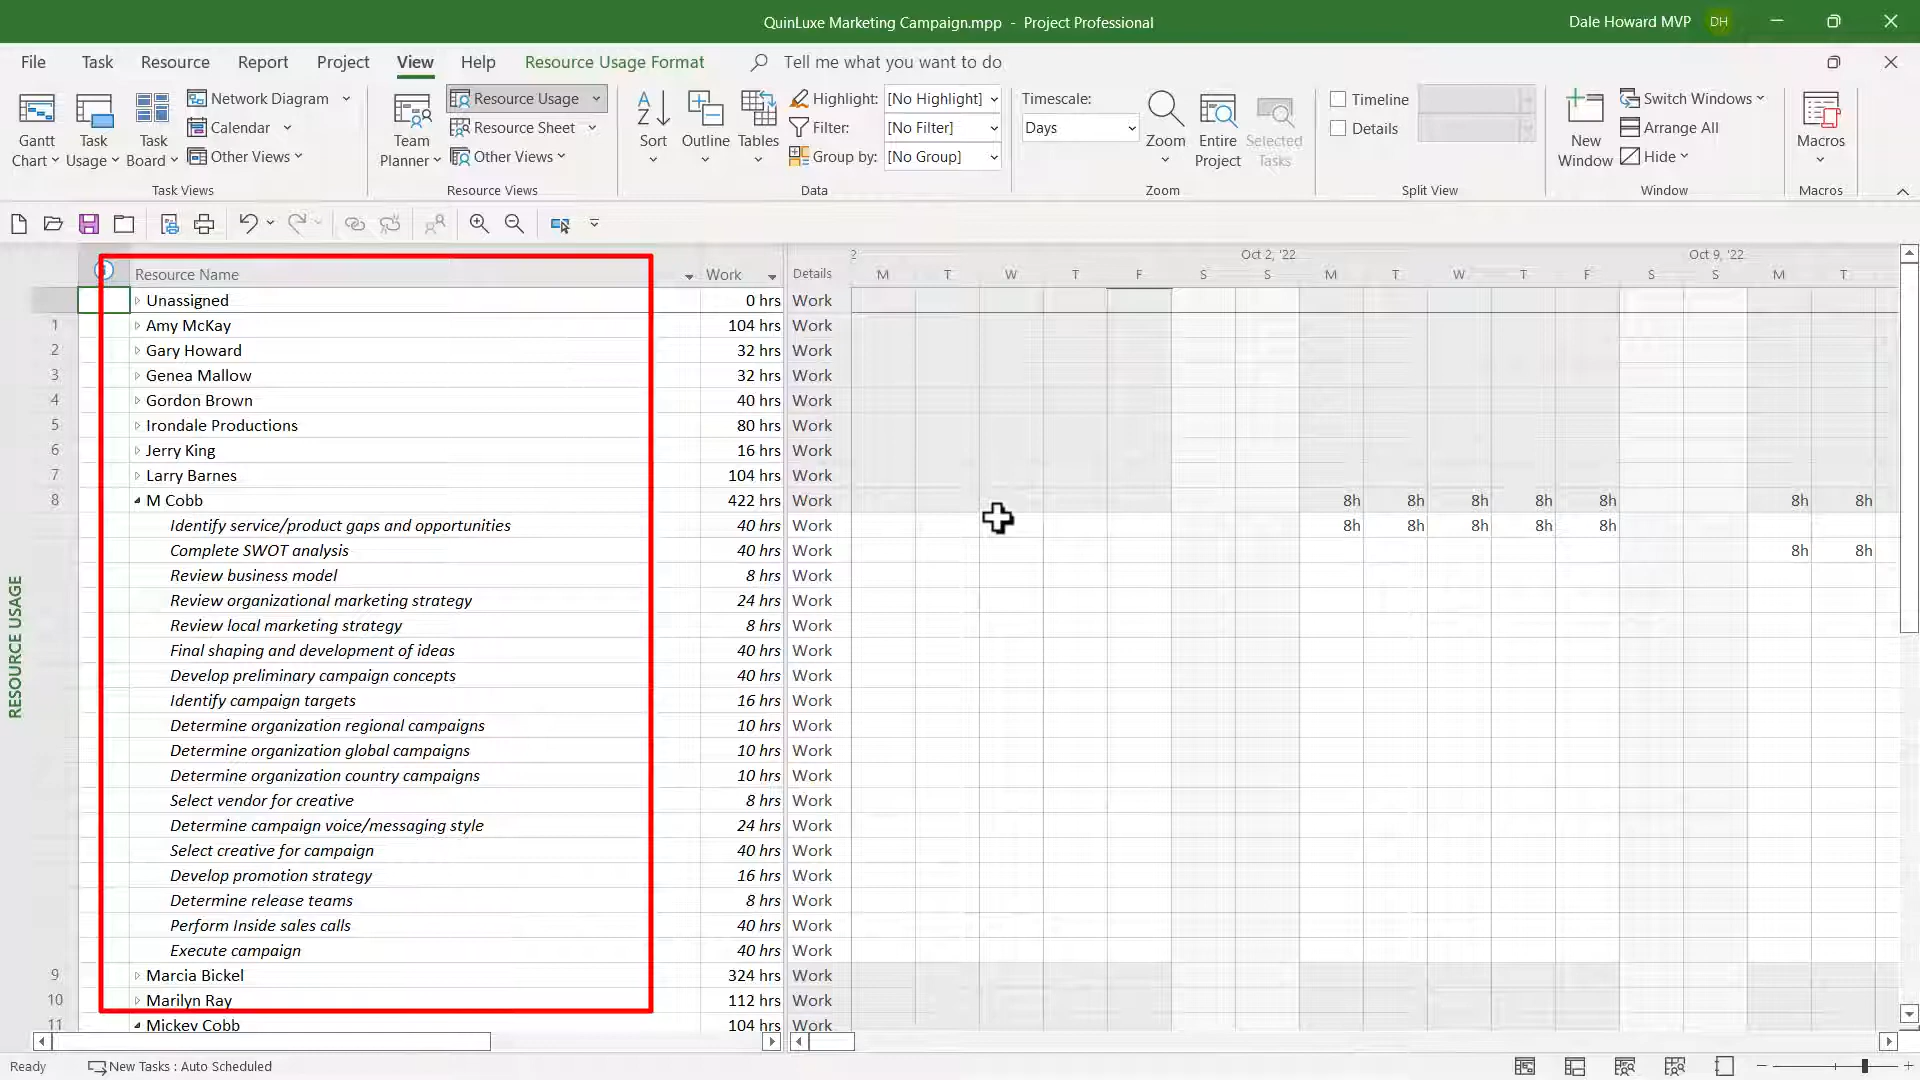 QuinLuxe Marketing Campaign.mpp - Project Professional
Dale Howard MVP DH
File Task Resource Report Project View Help Resource Usage Format Tell me what you want to do
Gantt Chart
Task Usage
Task Board
Network Diagram
Calendar
Other Views
Task Views
Team Planner
Resource Usage
Resource Sheet
Other Views
Resource Views
Sort
Outline
Tables
Highlight: [No Highlight]
Filter: [No Filter]
Group by: [No Group]
Data
Timescale:
Days
Zoom
Entire Project
Selected Tasks
Zoom
Timeline
Details
Split View
New Window
Switch Windows
Arrange All
Hide
Window
Macros
Macros
Resource Name Work Details
2 Oct 2, '22 Oct 9, '22
M T W T F S S M T W T F S S M T
Unassigned 0 hrs Work
1 Amy McKay 104 hrs Work
2 Gary Howard 32 hrs Work
3 Genea Mallow 32 hrs Work
4 Gordon Brown 40 hrs Work
5 Irondale Productions 80 hrs Work
6 Jerry King 16 hrs Work
7 Larry Barnes 104 hrs Work
8 M Cobb 422 hrs Work 8h 8h 8h 8h 8h 8h 8h
Identify service/product gaps and opportunities 40 hrs Work 8h 8h 8h 8h 8h
Complete SWOT analysis 40 hrs Work 8h 8h
Review business model 8 hrs Work
Review organizational marketing strategy 24 hrs Work
Review local marketing strategy 8 hrs Work
Final shaping and development of ideas 40 hrs Work
Develop preliminary campaign concepts 40 hrs Work
Identify campaign targets 16 hrs Work
Determine organization regional campaigns 10 hrs Work
Determine organization global campaigns 10 hrs Work
Determine organization country campaigns 10 hrs Work
Select vendor for creative 8 hrs Work
Determine campaign voice/messaging style 24 hrs Work
Select creative for campaign 40 hrs Work
Develop promotion strategy 16 hrs Work
Determine release teams 8 hrs Work
Perform Inside sales calls 40 hrs Work
Execute campaign 40 hrs Work
9 Marcia Bickel 324 hrs Work
10 Marilyn Ray 112 hrs Work
11 Mickey Cobb 104 hrs Work
RESOURCE USAGE
Ready New Tasks : Auto Scheduled